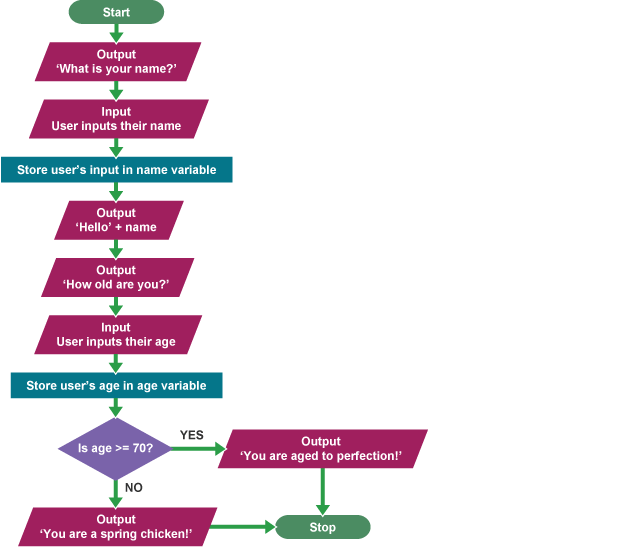 Start
Output
‘What is your name?’
Input
User inputs their name
Store user’s input in name variable
Output
‘Hello’ + name
Output
‘How old are you?’
Input
User inputs their age
Store user’s age in age variable
Is age >= 70?
YES
Output
‘You are aged to perfection!’
NO
Output
‘You are a spring chicken!’
Stop